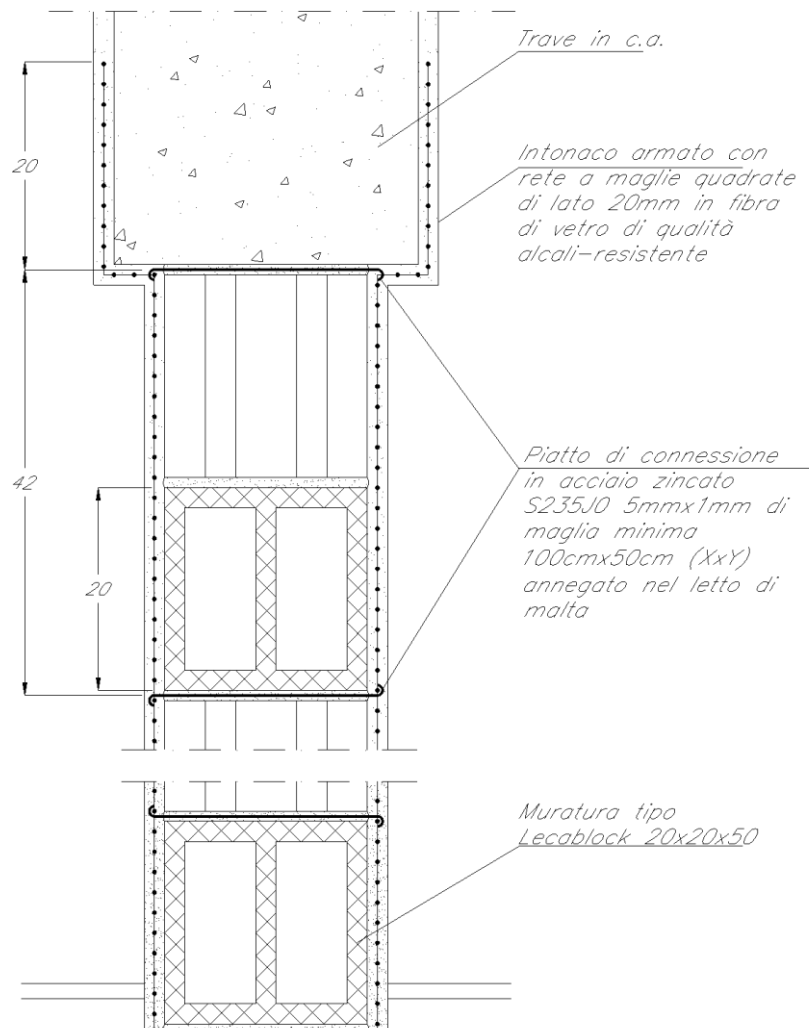 Trave in c.a.
20
Intonaco armato con
rete a maglie quadrate
di lato 20mm in fibra
di vetro di qualità
alcali-resistente
42
Piatto di connessione
in acciaio zincato
S235J0 5mmx1mm di
maglia minima
100cmx50cm (XxY)
annegato nel letto di
malta
20
Muratura tipo
Lecablock 20x20x50